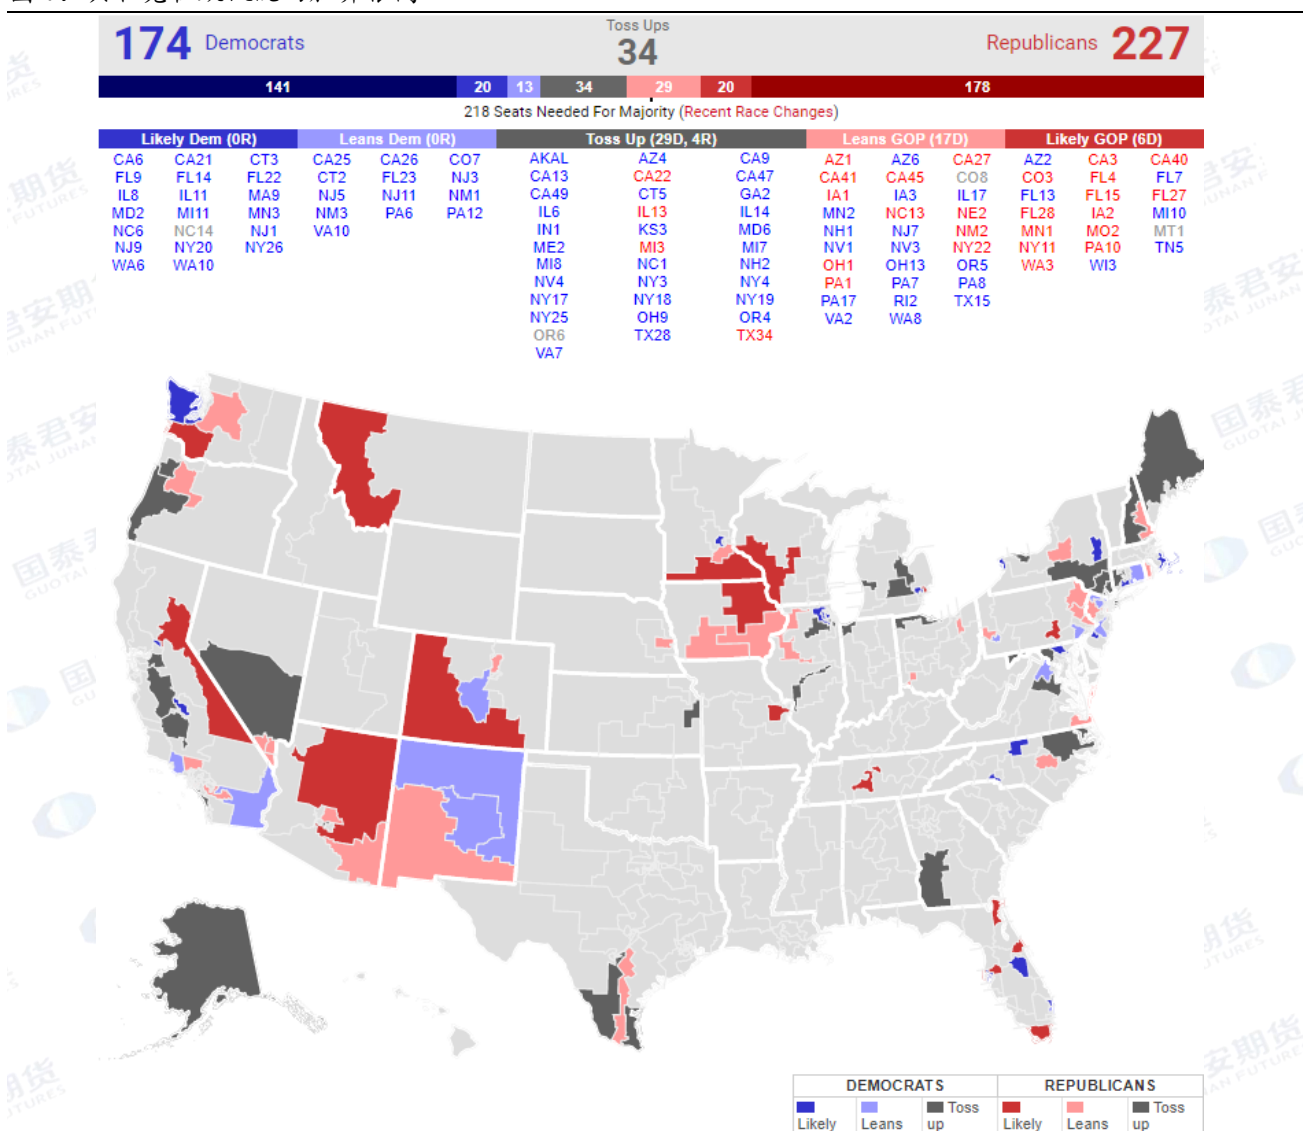 174 Democrats
Toss Ups
34
Republicans 227
141 20 13 34 29 20 178
218 Seats Needed For Majority (Recent Race Changes)
Likely Dem (0R) Leans Dem (0R) Toss Up (29D, 4R) Leans GOP (17D) Likely GOP (6D)
CA6 CA21 CT3 CA25 CA26 CO7 AKAL AZ4 CA9 AZ1 AZ6 CA27 AZ2 CA3 CA40
FL9 FL14 FL22 CT2 FL23 NJ3 CA13 CA22 CA47 CA41 CA45 CO8 CO3 FL4 FL7
IL8 IL11 MA9 NJ5 NJ11 NM1 CA49 CT5 GA2 IA1 IA3 IL17 FL13 FL15 FL27
MD2 MI11 MN3 NM3 PA6 PA12 IL6 IL13 IL14 MN2 NC13 NE2 FL28 IA2 MI10
NC6 NC14 NJ1 VA10 IN1 KS3 MD6 NH1 NJ7 NM2 MN1 MO2 MT1
NJ9 NY20 NY26 ME2 MI3 MI7 NV1 NV3 NY22 NY11 PA10 TN5
WA6 WA10 MI8 NC1 NH2 OH1 OH13 OR5 WA3 WI3
NV4 NY3 NY4 PA1 PA7 PA8
NY17 NY18 NY19 PA17 RI2 TX15
NY25 OH9 OR4 VA2 WA8
OR6 TX28 TX34
VA7
DEMOCRATS REPUBLICANS
Likely Leans Toss up Likely Leans Toss up